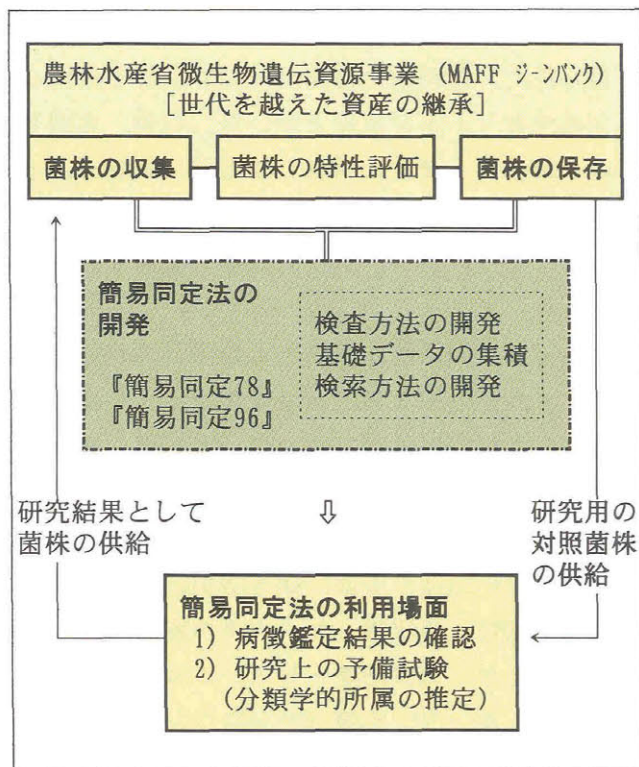 農林水産省微生物遺伝資源事業 (MAFF ジーンバンク)
[世代を越えた資産の継承]
菌株の収集
菌株の特性評価
菌株の保存
簡易同定法の
開発
『簡易同定78』
『簡易同定96』
検査方法の開発
基礎データの集積
検索方法の開発
研究結果として
菌株の供給
⇩
研究用の
対照菌株
の供給
簡易同定法の利用場面
1) 病徴鑑定結果の確認
2) 研究上の予備試験
(分類学的所属の推定)